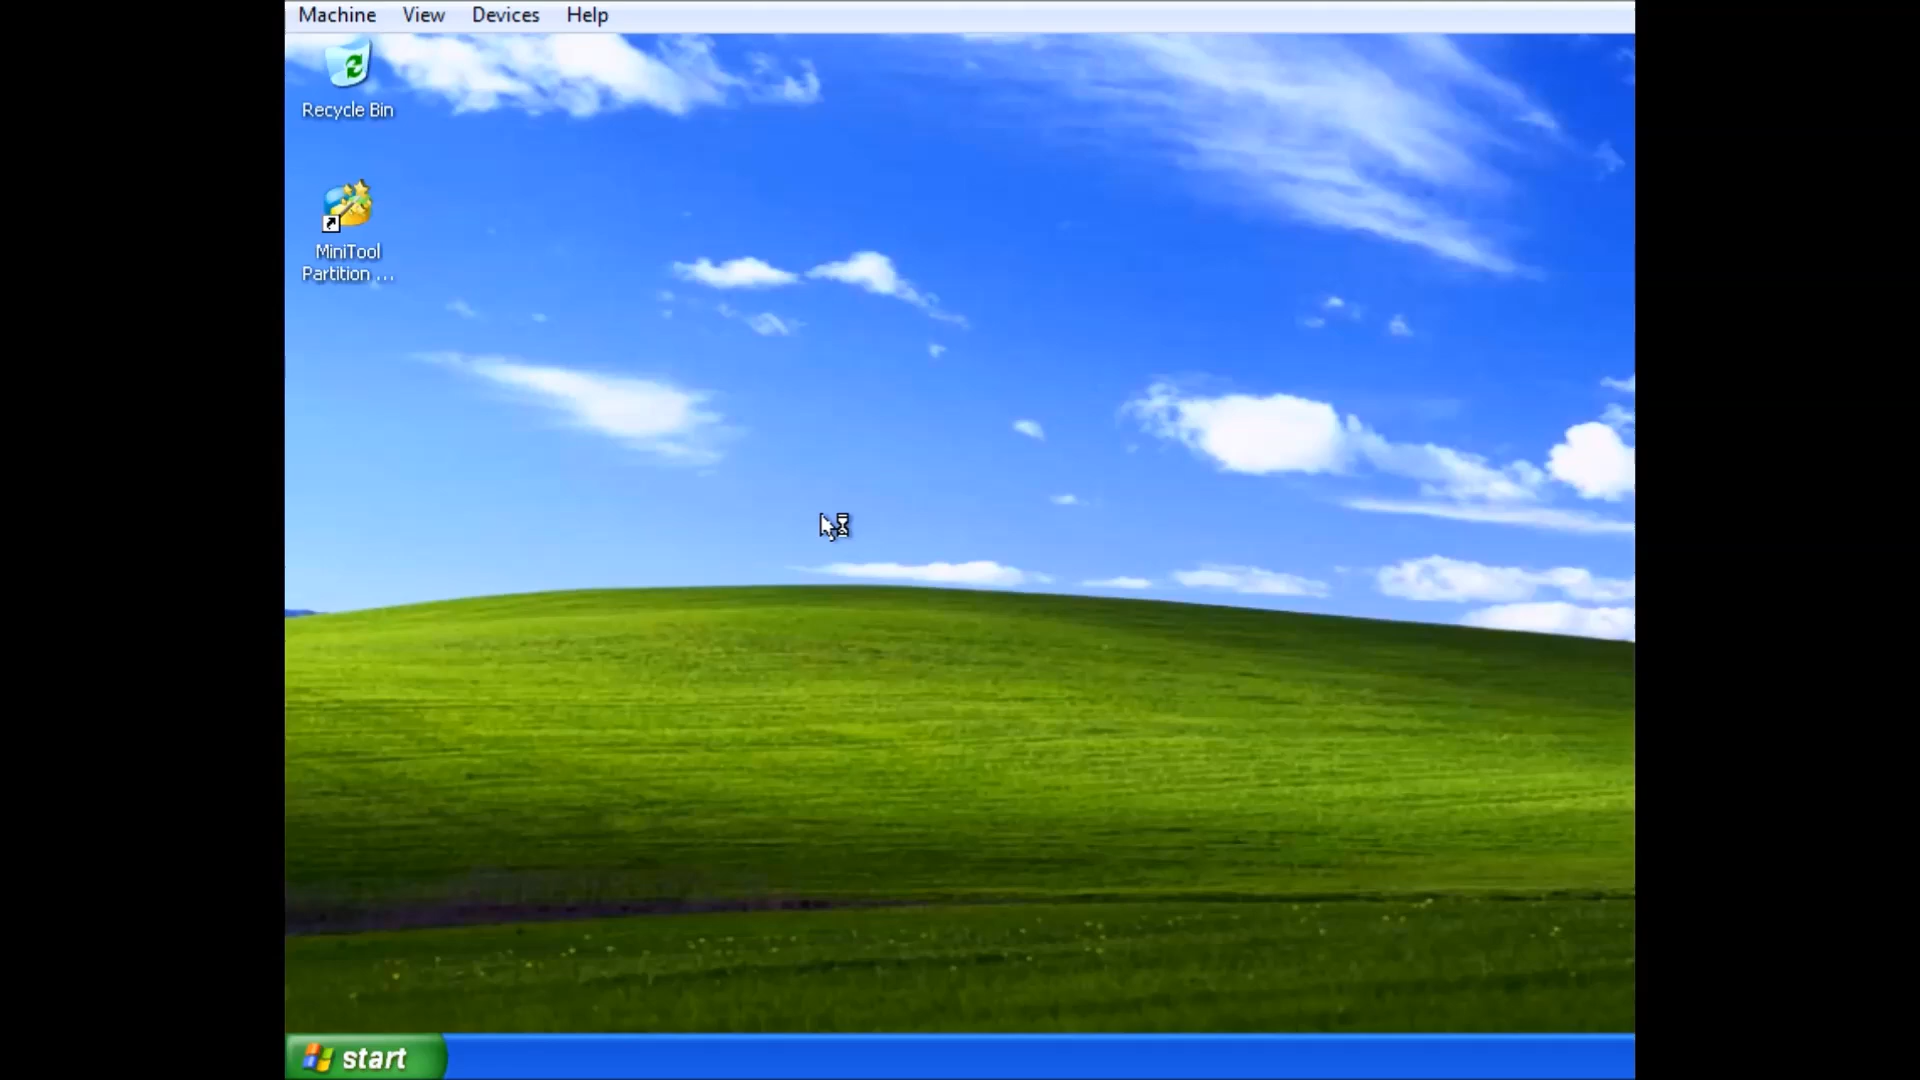 Machine View Devices Help
Recycle Bin
MiniTool
Partition ...
start